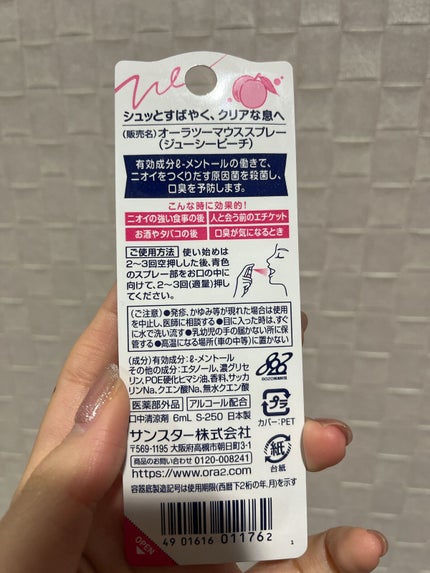 シュッとすばやく、クリアな息へ
(販売名)オーラツーマウススプレー
(ジューシーピーチ)
有効成分ℓ-メントールの働きで、
ニオイをつくりだす原因菌を殺菌し、
口臭を予防します。
こんな時に効果的!
ニオイの強い食事の後 人と会う前のエチケット
お酒やタバコの後 口臭が気になるとき
ご使用方法 使い始めは
2〜3回空押しした後、青色
のスプレー部をお口の中に
向けて、2〜3回(適量)押し
てください。
〈ご注意〉●発疹、かゆみ等が現れた場合は使用
を中止し、医師に相談する●目に入った時は、すぐ
に水で洗い流す●乳幼児の手の届かない所に保
管する●高温になる場所(車の中等)に置かない
(成分)有効成分:ℓ-メントール
その他の成分:エタノール、濃グリセ
リン、POE硬化ヒマシ油、香料、サッカ
リンNa、クエン酸Na、無水クエン酸
医薬部外品 アルコール配合
口中清涼剤 6mL S-250 日本製
プラ
カバー:PET
サンスター株式会社
〒569-1195 大阪府高槻市朝日町3-1
商品のお問い合わせ 0120-008241
https://www.ora2.com
紙
台紙
容器底製造記号は使用期限(西暦下2桁の年.月)を示す
OPEN
49 01616 011762
1